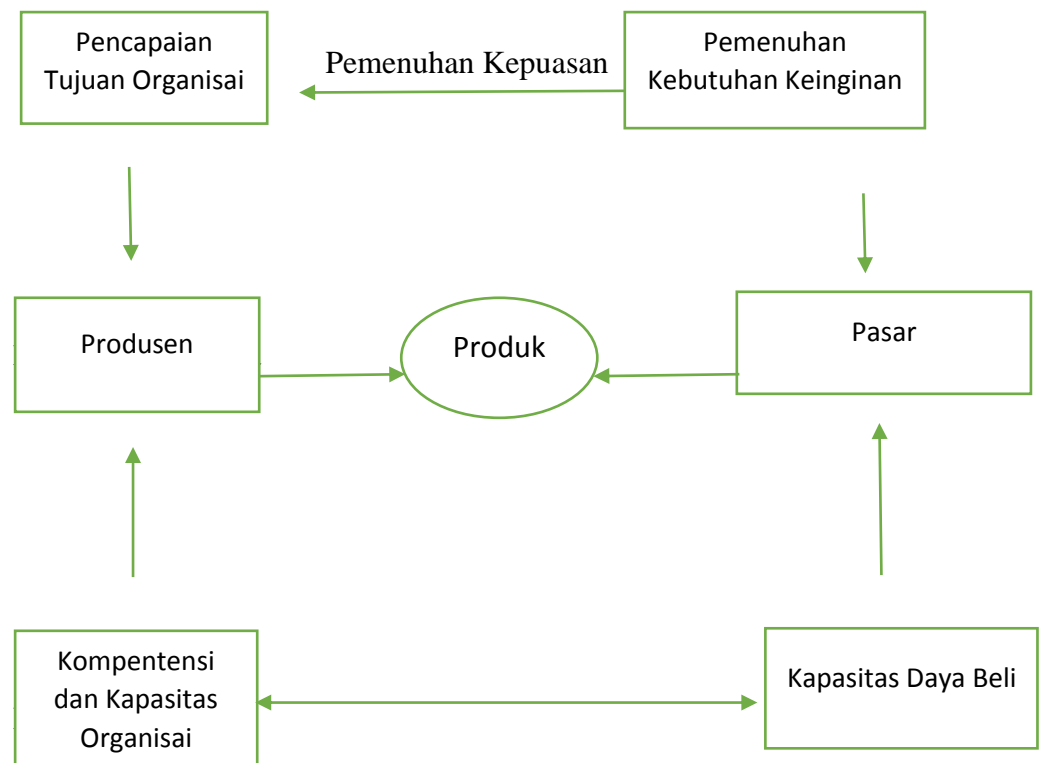 Pencapaian
Tujuan Organisai
Pemenuhan Kepuasan
Pemenuhan
Kebutuhan Keinginan
Produsen
Produk
Pasar
Kompentensi
dan Kapasitas
Organisai
Kapasitas Daya Beli